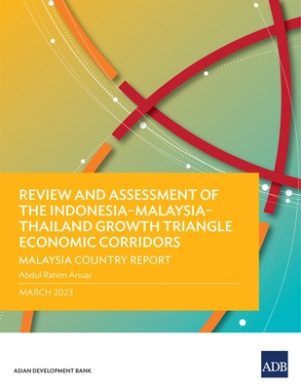 REVIEW AND ASSESSMENT OF
THE INDONESIA–MALAYSIA–
THAILAND GROWTH TRIANGLE
ECONOMIC CORRIDORS
MALAYSIA COUNTRY REPORT
Abdul Rahim Anuar
MARCH 2023
ASIAN DEVELOPMENT BANK
ADB